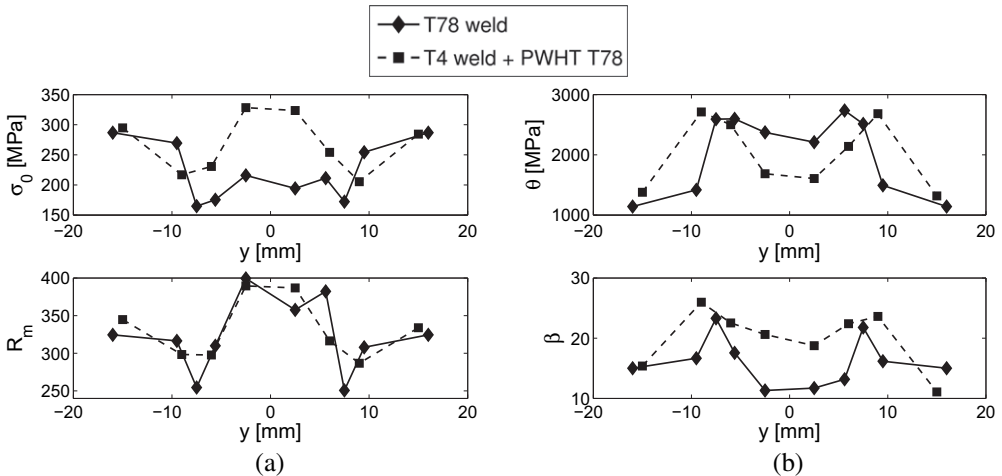 T78 weld
T4 weld + PWHT T78
σ0 [MPa]
400
350
300
250
200
150
−20 −10 0 10 20
y [mm]
θ [MPa]
3000
2000
1000
−20 −10 0 10 20
y [mm]
Rm
400
350
300
250
−20 −10 0 10 20
y [mm]
β
30
20
10
−20 −10 0 10 20
y [mm]
(a)
(b)